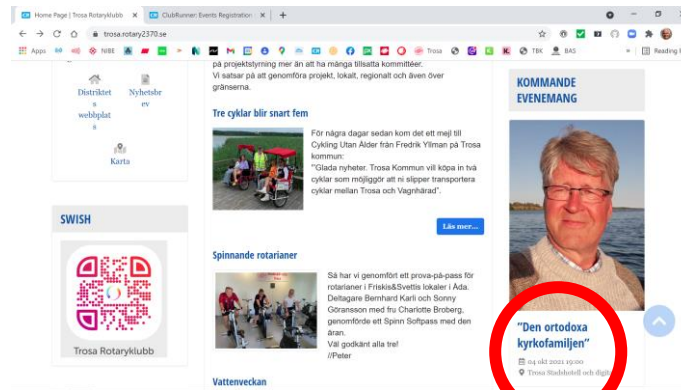 Home Page | Trosa Rotaryklubb
ClubRunner: Events Registration
trosa.rotary2370.se
Apps
NIBE
Trosa
TBK
BAS
Reading l
Distriktet
s
webbplat
s
Nyhetsbr
ev
Karta
SWISH
Trosa Rotaryklubb
på projektstyrning mer än att ha många tillsatta kommittéer.
Vi satsar på att genomföra projekt, lokalt, regionalt och även över
gränserna.
Tre cyklar blir snart fem
För några dagar sedan kom det ett mejl till
Cykling Utan Ålder från Fredrik Yllman på Trosa
kommun:
"Glada nyheter. Trosa Kommun vill köpa in två
cyklar som möjliggör att ni slipper transportera
cyklar mellan Trosa och Vagnhärad".
Läs mer...
Spinnande rotarianer
Så har vi genomfört ett prova-på-pass för
rotarianer i Friskis&Svettis lokaler i Åda.
Deltagare Bernhard Karli och Sonny
Göransson med fru Charlotte Broberg,
genomförde ett Spinn Softpass med den
äran.
Väl godkänt alla tre!
//Peter
Vattenveckan
KOMMANDE
EVENEMANG
"Den ortodoxa
kyrkofamiljen"
04 okt 2021 19:00
Trosa Stadshotell och digita